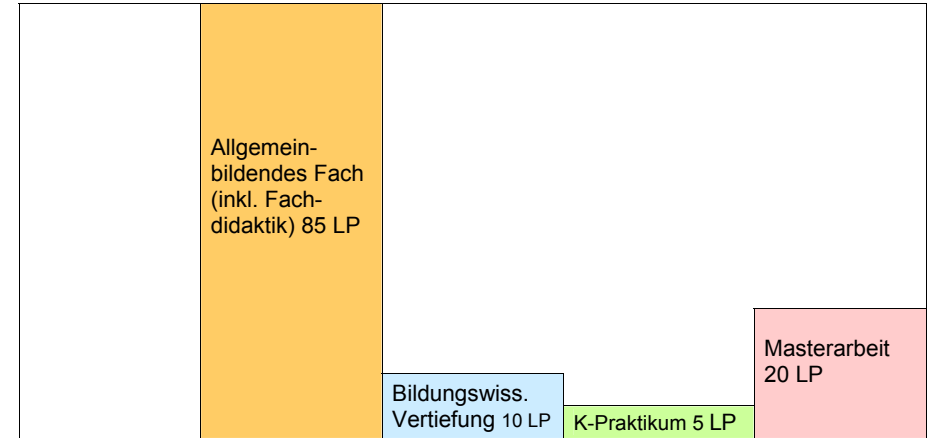 Allgemein-
bildendes Fach
(inkl. Fach-
didaktik) 85 LP
Bildungswiss.
Vertiefung 10 LP
K-Praktikum 5 LP
Masterarbeit
20 LP